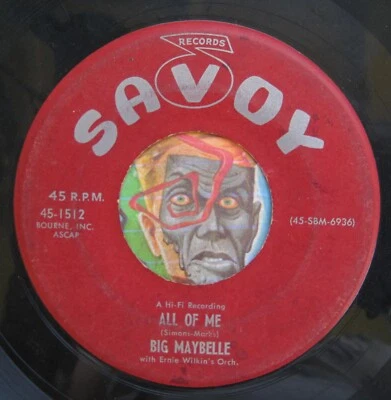 RECORDS
SAVOY
45 R.P.M.
45-1512
BOURNE, INC.
ASCAP
(45-SBM-6936)
A Hi-Fi Recording
ALL OF ME
(Simons-Marks)
BIG MAYBELLE
with Ernie Wilkin's Orch.